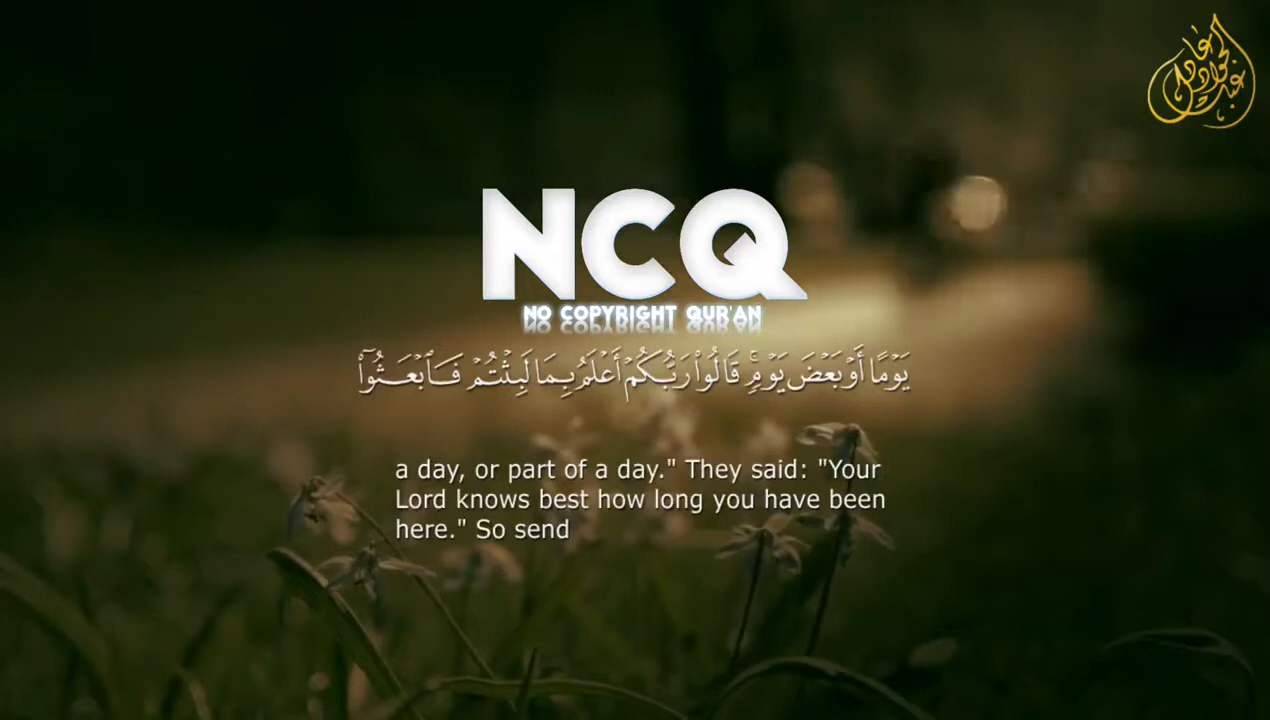 NCQ
NO COPYRIGHT QUR'AN
يَوْمًا أَوْ بَعْضَ يَوْمٍ ۚ قَالُوا۟ رَبُّكُمْ أَعْلَمُ بِمَا لَبِثْتُمْ فَٱبْعَثُوٓا۟
a day, or part of a day." They said: "Your
Lord knows best how long you have been
here." So send